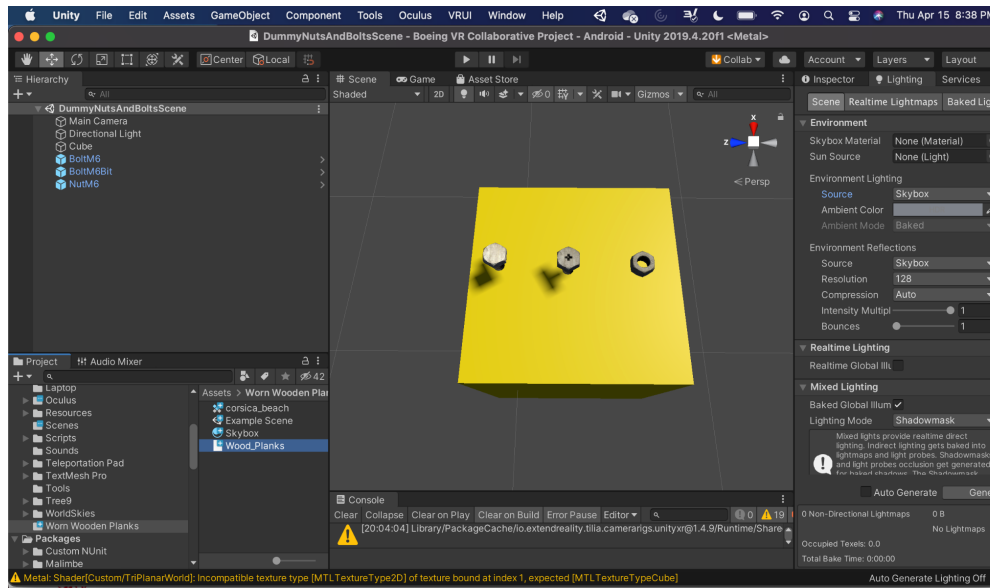 Unity File Edit Assets GameObject Component Tools Oculus VRUI Window Help Thu Apr 15 8:38 PM
DummyNutsAndBoltsScene - Boeing VR Collaborative Project - Android - Unity 2019.4.20f1 <Metal>
Center Local Collab Account Layers Layout
Hierarchy
All
DummyNutsAndBoltsScene
Main Camera
Directional Light
Cube
BoltM6
BoltM6Bit
NutM6
Scene Game Asset Store
Shaded 2D 0 Gizmos All
x
z
Persp
Inspector Lighting Services
Scene Realtime Lightmaps Baked Lig
Environment
Skybox Material None (Material)
Sun Source None (Light)
Environment Lighting
Source Skybox
Ambient Color
Ambient Mode Baked
Environment Reflections
Source Skybox
Resolution 128
Compression Auto
Intensity Multipl 1
Bounces 1
Realtime Lighting
Realtime Global Illu
Mixed Lighting
Baked Global Illum
Lighting Mode Shadowmask
Mixed lights provide realtime direct
lighting. Indirect lighting gets baked into
lightmaps and light probes. Shadowmasks
and light probes occlusion get generated
for baked shadows. The Shadowmask
Auto Generate Gene
0 Non-Directional Lightmaps 0 B
No Lightmaps
Occupied Texels: 0.0
Total Bake Time: 0:00:00
Project Audio Mixer
42
Laptop
Oculus
Resources
Scenes
Scripts
Sounds
Teleportation Pad
TextMesh Pro
Tools
Tree9
WorldSkies
Worn Wooden Planks
Packages
Custom NUnit
Malimbe
Assets > Worn Wooden Plan
corsica_beach
Example Scene
Skybox
Wood_Planks
Console
Clear Collapse Clear on Play Clear on Build Error Pause Editor 0 19
[20:04:04] Library/PackageCache/io.extendreality.tilia.camerarigs.unityxr@1.4.9/Runtime/Share
Metal: Shader[Custom/TriPlanarWorld]: Incompatible texture type [MTLTextureType2D] of texture bound at index 1, expected [MTLTextureTypeCube]
Auto Generate Lighting Off